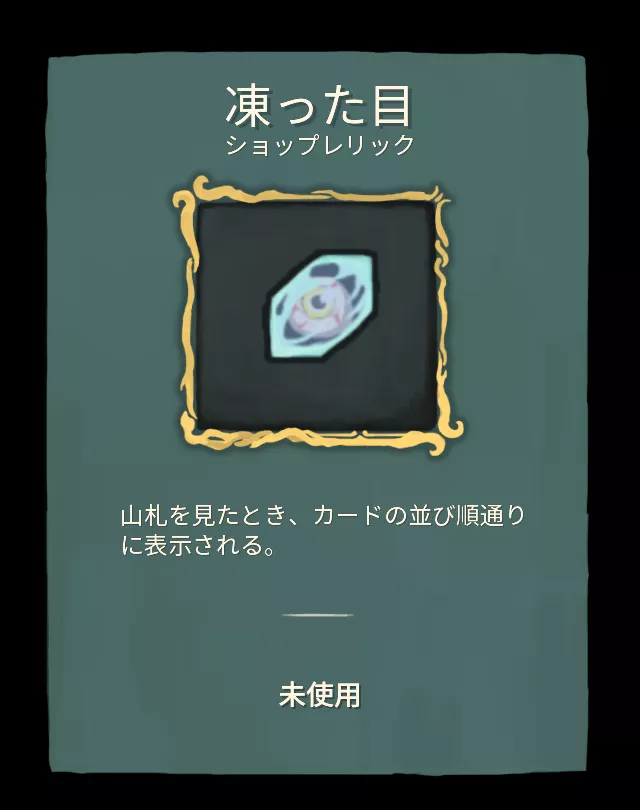 凍った目
ショップレリック
山札を見たとき、カードの並び順通り
に表示される。
未使用